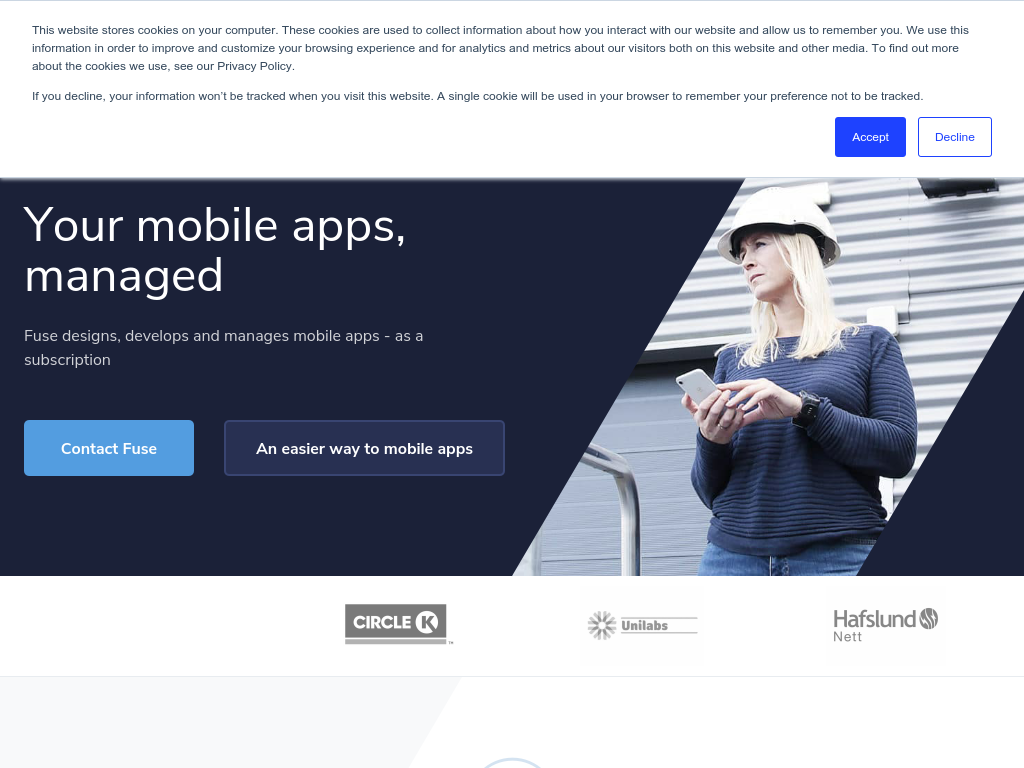 This website stores cookies on your computer. These cookies are used to collect information about how you interact with our website and allow us to remember you. We use this
information in order to improve and customize your browsing experience and for analytics and metrics about our visitors both on this website and other media. To find out more
about the cookies we use, see our Privacy Policy.
If you decline, your information won’t be tracked when you visit this website. A single cookie will be used in your browser to remember your preference not to be tracked.
Accept
Decline
Your mobile apps,
managed
Fuse designs, develops and manages mobile apps - as a
subscription
Contact Fuse
An easier way to mobile apps
CIRCLE K
™
Unilabs
Hafslund
Nett